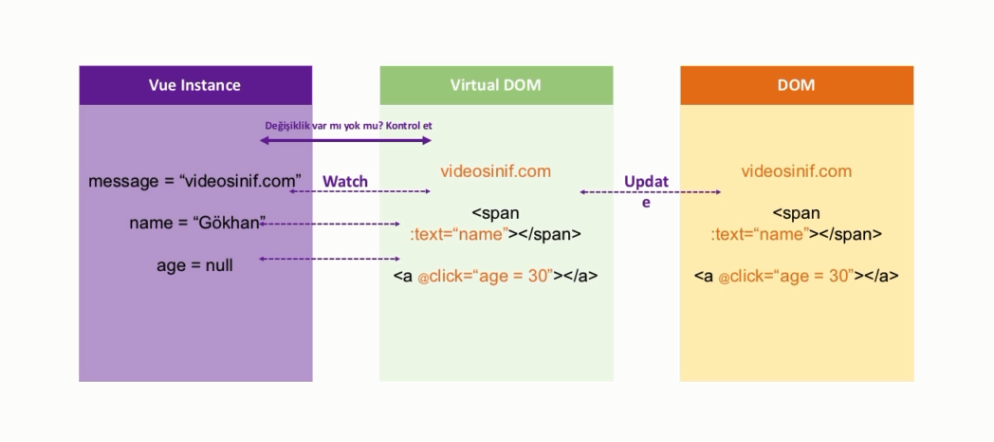 Vue Instance
Virtual DOM
DOM
Değişiklik var mı yok mu? Kontrol et
message = “videosinif.com”
Watch
videosinif.com
Updat
e
videosinif.com
name = “Gökhan”
<span
:text=“name”></span>
<span
:text=“name”></span>
age = null
<a @click=“age = 30”></a>
<a @click=“age = 30”></a>